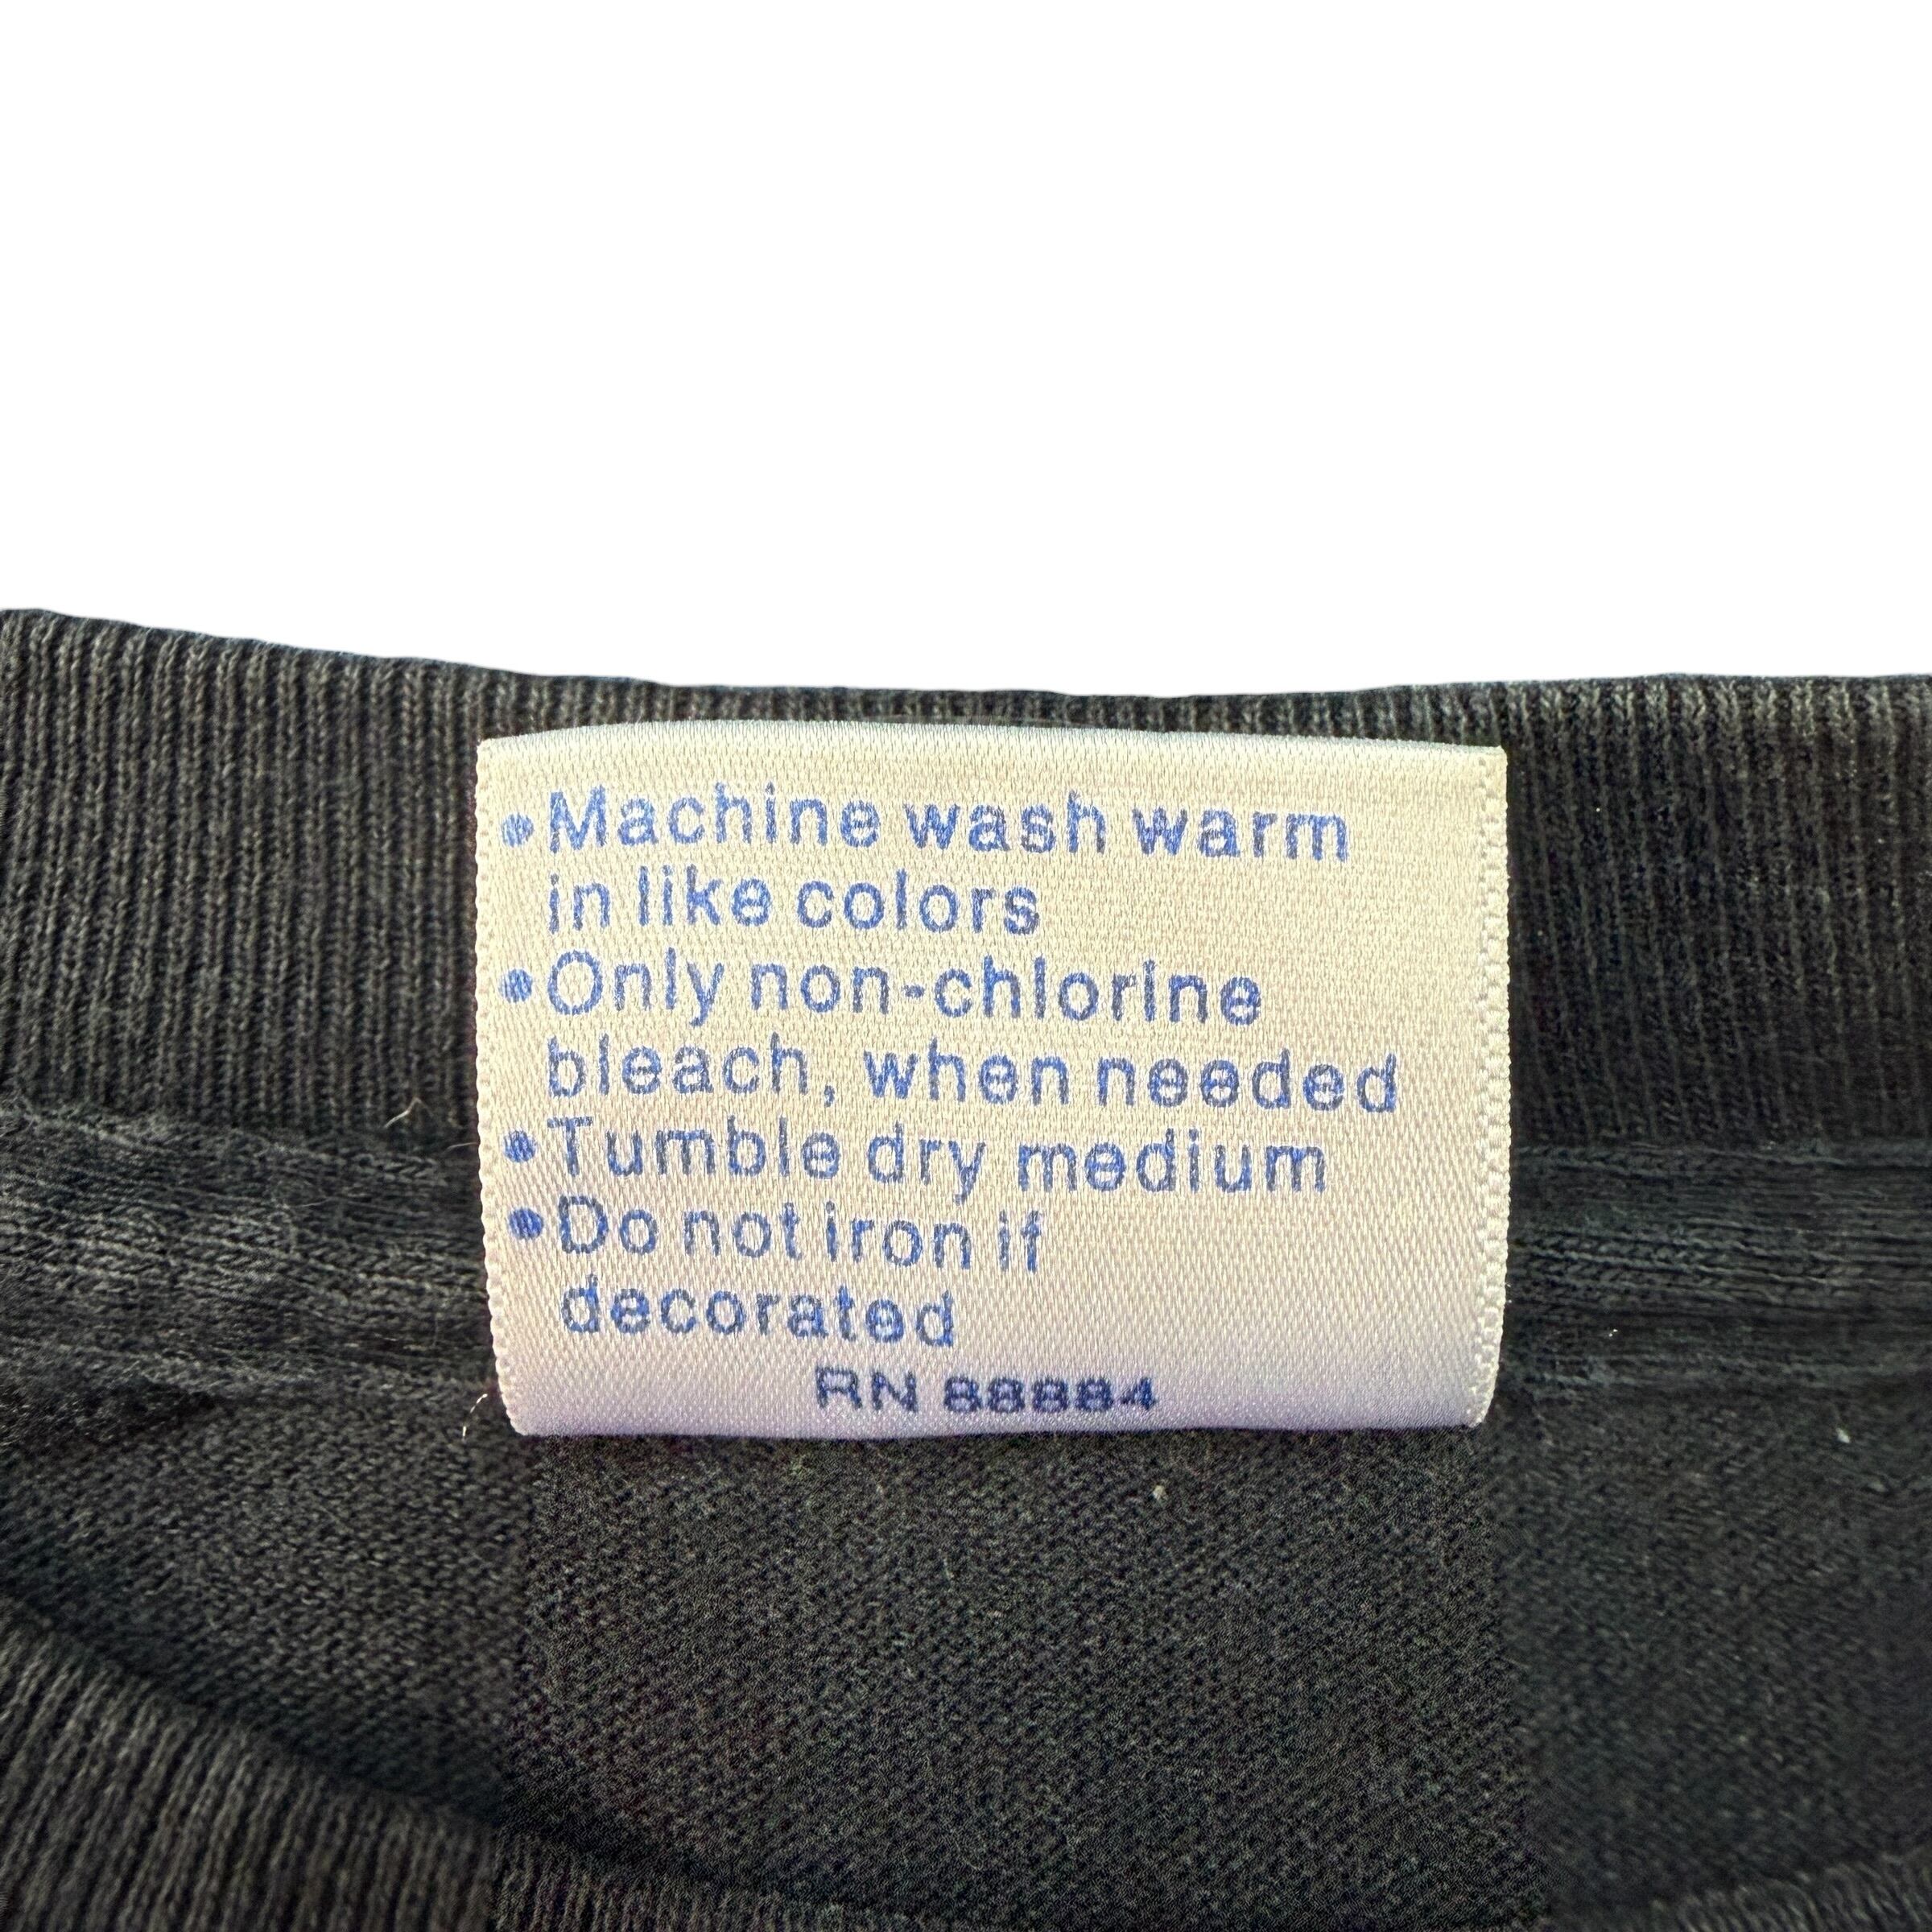 •Machine wash warm
in like colors
•Only non-chlorine
bleach, when needed
•Tumble dry medium
•Do not iron if
decorated
RN 88884